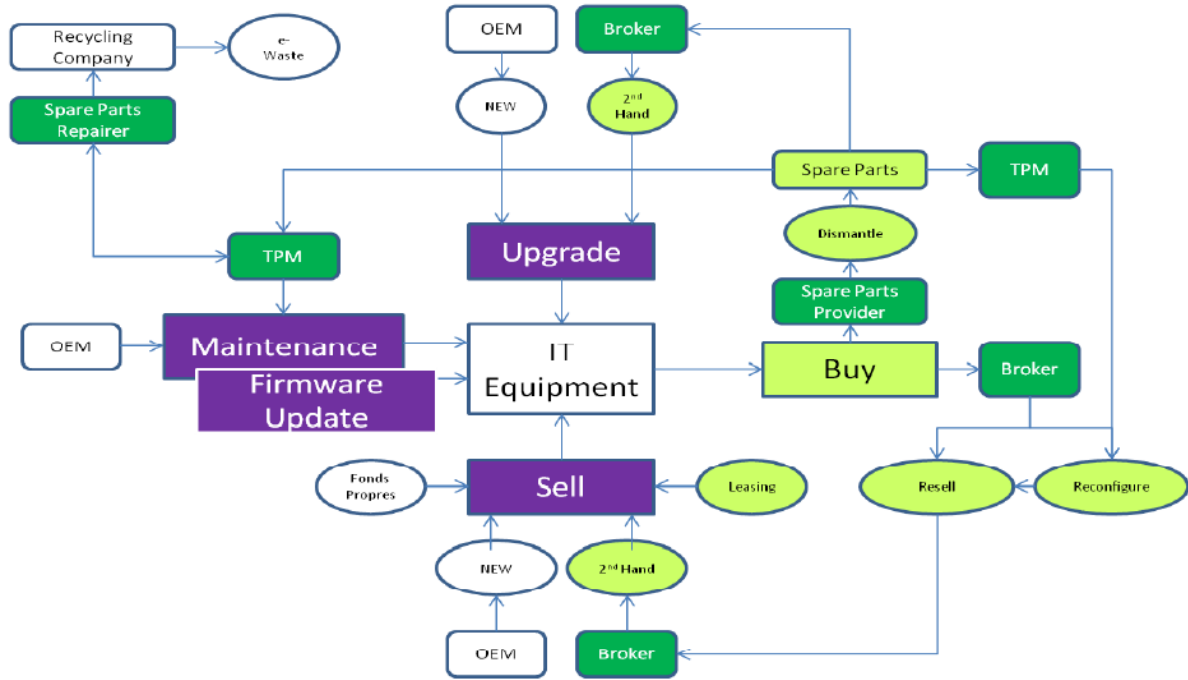 Recycling
Company
e-
Waste
OEM
Broker
Spare Parts
Repairer
NEW
2nd
Hand
Spare Parts
TPM
Dismantle
TPM
Upgrade
Spare Parts
Provider
OEM
Maintenance
Firmware
Update
IT
Equipment
Buy
Broker
Fonds
Propres
Sell
Leasing
Resell
Reconfigure
NEW
2nd Hand
OEM
Broker